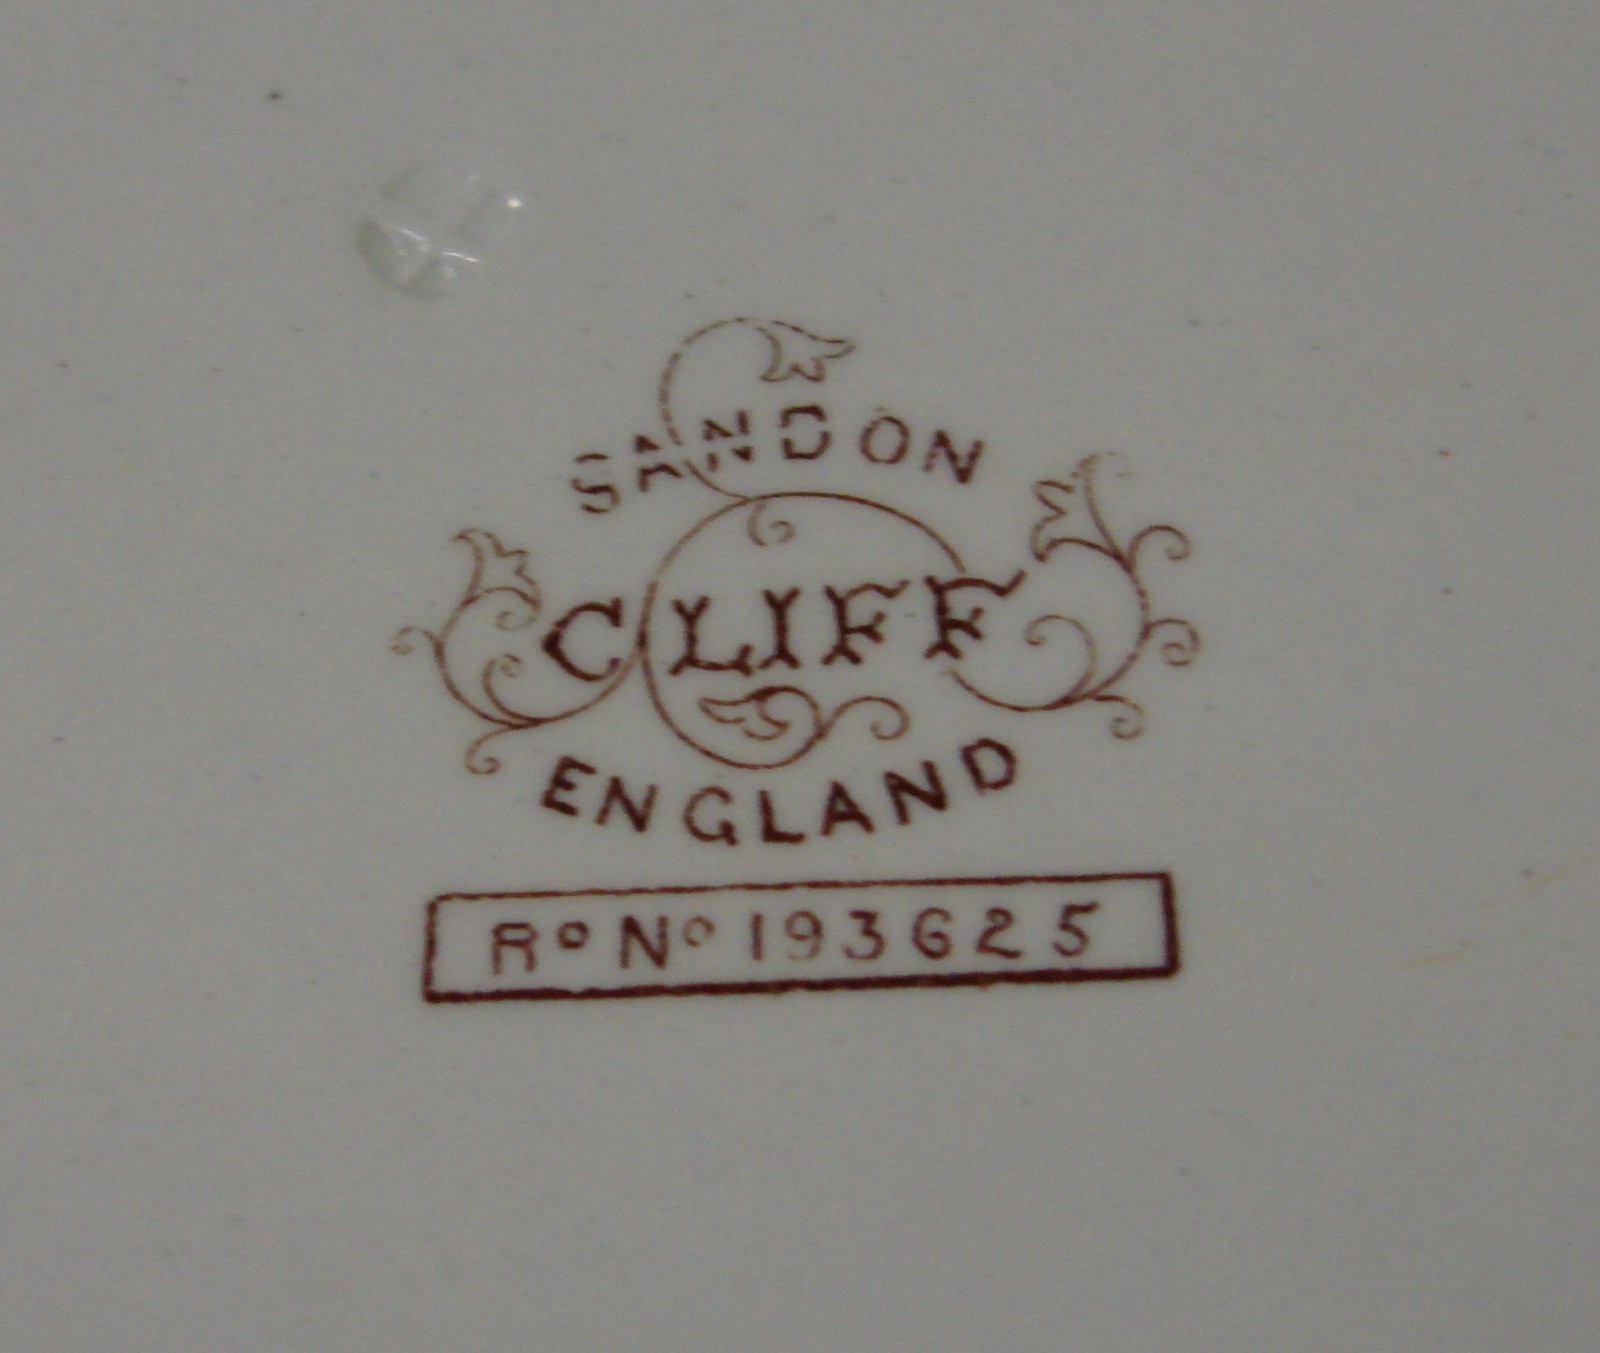 SANDON
CLIFF
ENGLAND
Rº Nº 193625